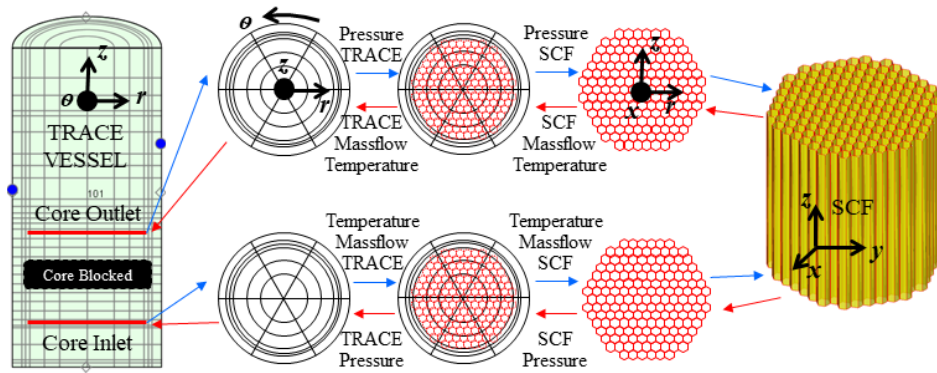 z
θ
r
TRACE
VESSEL
101
Core Outlet
Core Blocked
Core Inlet
θ
z
r
Pressure
TRACE
TRACE
Massflow
Temperature
Pressure
SCF
SCF
Massflow
Temperature
z
r
x
Temperature
Massflow
TRACE
TRACE
Pressure
Temperature
Massflow
SCF
SCF
Pressure
z
SCF
x
y